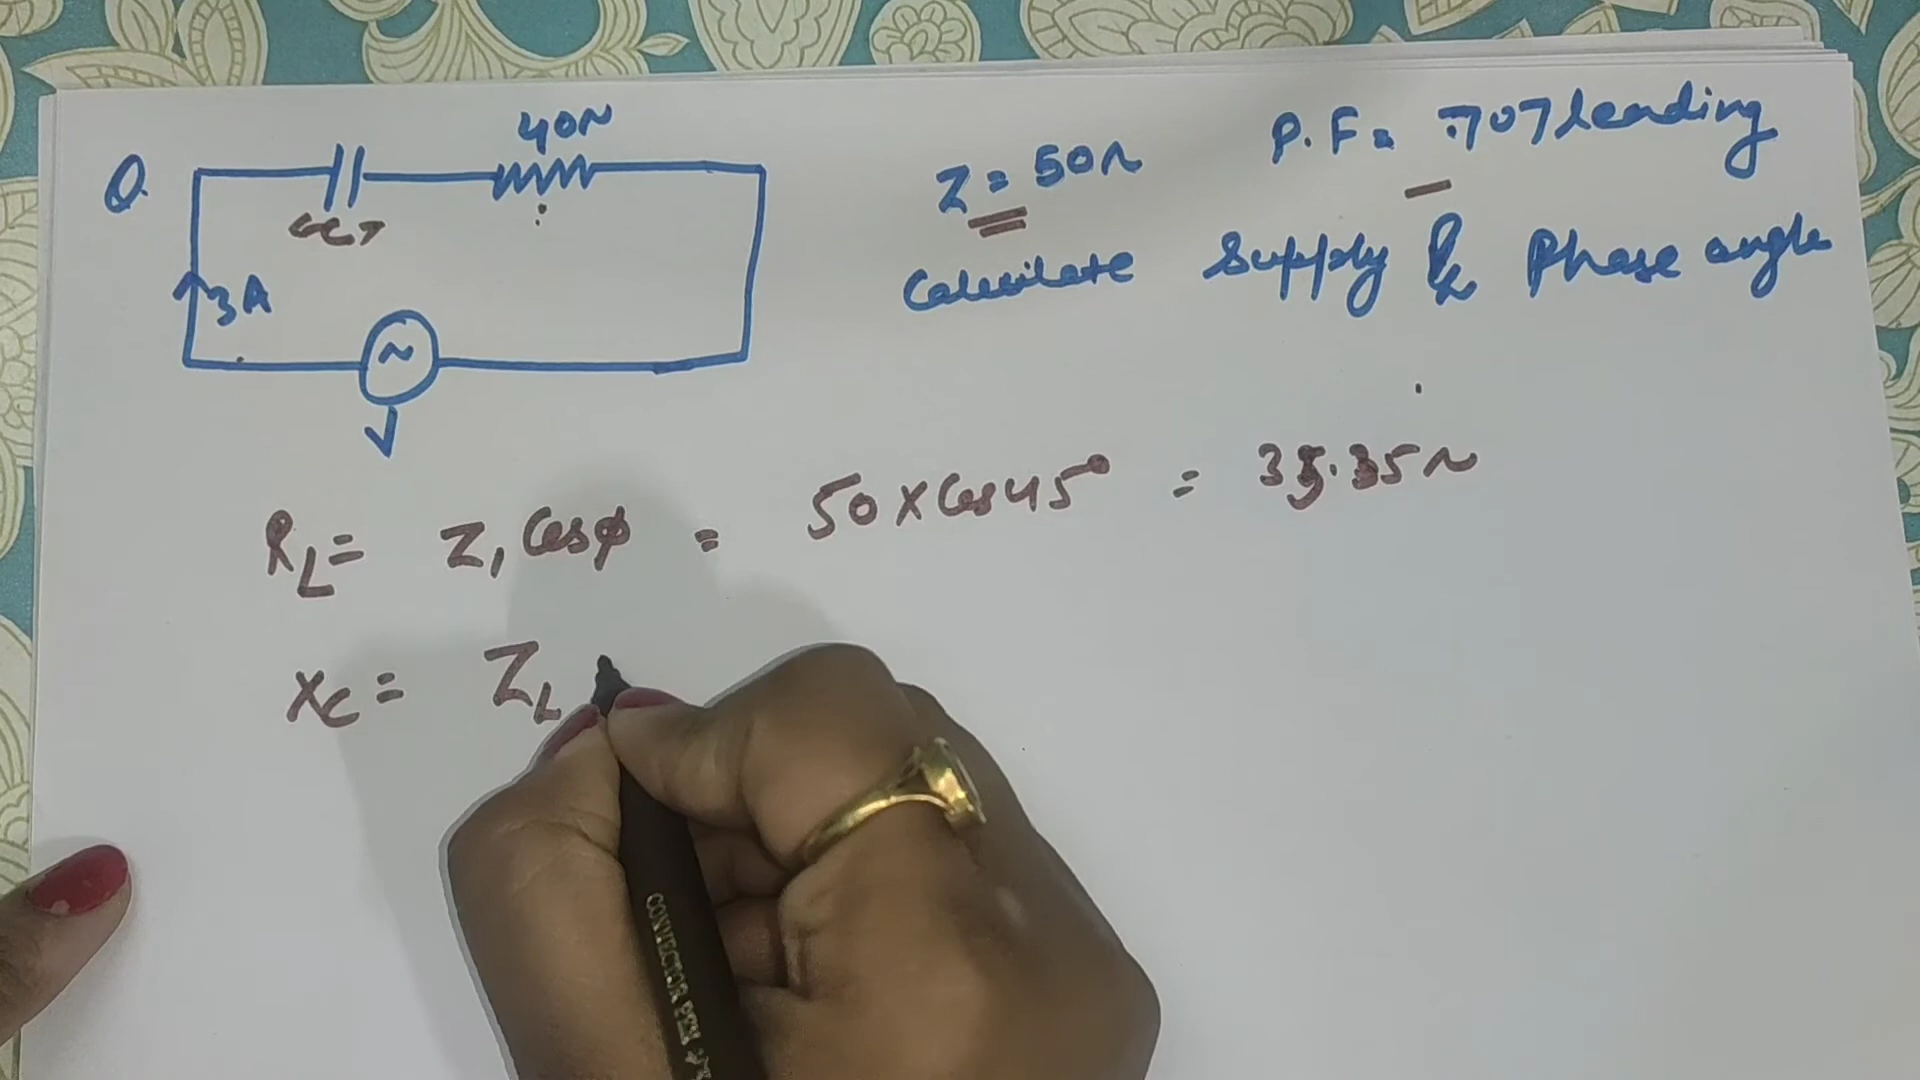 Q. 40Ω
3A
V
Z = 50Ω P.F = .707 leading
Calculate Supply & Phase angle
RL = Z, Cosφ = 50 x Cos45° = 35.35Ω
Xc = ZL
CONVECTOR PEN